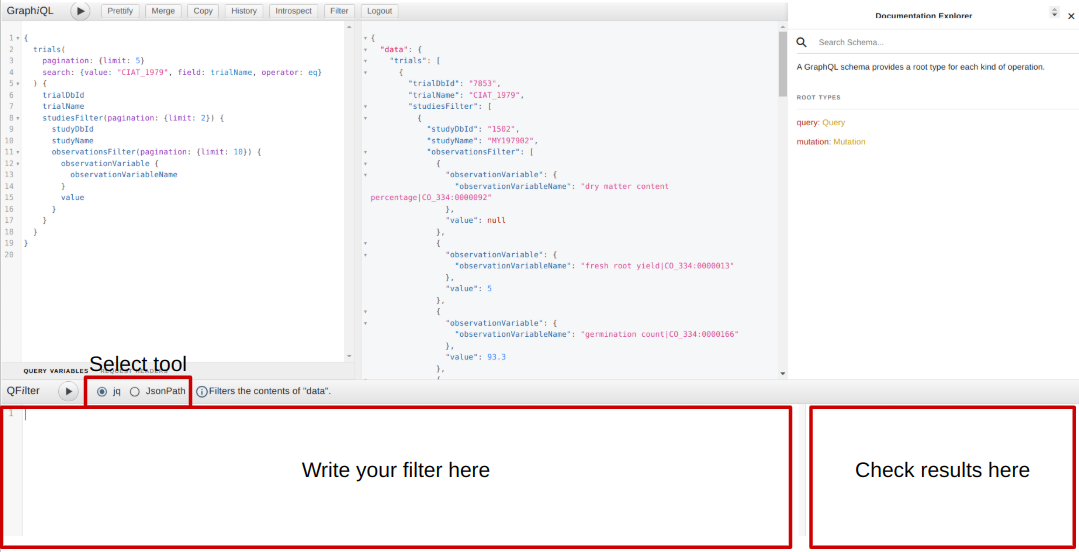 GraphiQL Prettify Merge Copy History Introspect Filter Logout
1 {
2 trials(
3 pagination: {limit: 5}
4 search: {value: "CIAT_1979", field: trialName, operator: eq}
5 ) {
6 trialDbId
7 trialName
8 studiesFilter(pagination: {limit: 2}) {
9 studyDbId
10 studyName
11 observationsFilter(pagination: {limit: 10}) {
12 observationVariable {
13 observationVariableName
14 }
15 value
16 }
17 }
18 }
19 }
20
QUERY VARIABLES REQUEST HEADERS
{
"data": {
"trials": [
{
"trialDbId": "7853",
"trialName": "CIAT_1979",
"studiesFilter": [
{
"studyDbId": "1502",
"studyName": "MY197902",
"observationsFilter": [
{
"observationVariable": {
"observationVariableName": "dry matter content
percentage|CO_334:0000092"
},
"value": null
},
{
"observationVariable": {
"observationVariableName": "fresh root yield|CO_334:0000013"
},
"value": 5
},
{
"observationVariable": {
"observationVariableName": "germination count|CO_334:0000166"
},
"value": 93.3
},
{
Documentation Explorer
Search Schema...
A GraphQL schema provides a root type for each kind of operation.
ROOT TYPES
query: Query
mutation: Mutation
Select tool
QFilter jq JsonPath Filters the contents of "data".
1
Write your filter here
Check results here